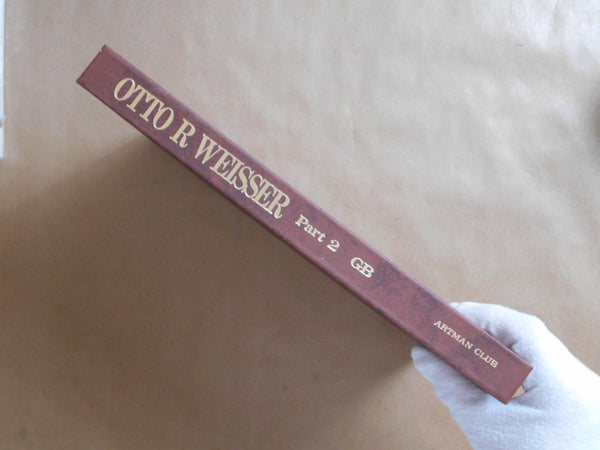 OTTO R WEISSER Part 2 GB ARTMAN CLUB